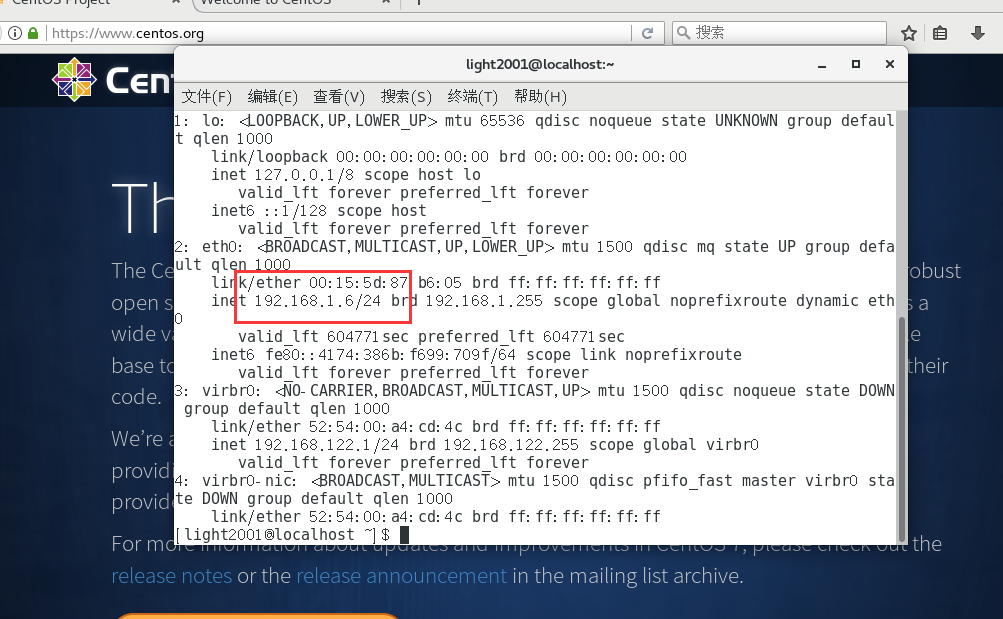 CentOS Project
Welcome to CentOS
https://www.centos.org
搜索
light2001@localhost:~
文件(F) 编辑(E) 查看(V) 搜索(S) 终端(T) 帮助(H)
1: lo: <LOOPBACK,UP,LOWER_UP> mtu 65536 qdisc noqueue state UNKNOWN group defaul
t qlen 1000
link/loopback 00:00:00:00:00:00 brd 00:00:00:00:00:00
inet 127.0.0.1/8 scope host lo
valid_lft forever preferred_lft forever
inet6 ::1/128 scope host
valid_lft forever preferred_lft forever
2: eth0: <BROADCAST,MULTICAST,UP,LOWER_UP> mtu 1500 qdisc mq state UP group defa
ult qlen 1000
link/ether 00:15:5d:87:b6:05 brd ff:ff:ff:ff:ff:ff
inet 192.168.1.6/24 brd 192.168.1.255 scope global noprefixroute dynamic eth
0
valid_lft 604771sec preferred_lft 604771sec
inet6 fe80::4174:386b:f699:709f/64 scope link noprefixroute
valid_lft forever preferred_lft forever
3: virbr0: <NO-CARRIER,BROADCAST,MULTICAST,UP> mtu 1500 qdisc noqueue state DOWN
group default qlen 1000
link/ether 52:54:00:a4:cd:4c brd ff:ff:ff:ff:ff:ff
inet 192.168.122.1/24 brd 192.168.122.255 scope global virbr0
valid_lft forever preferred_lft forever
4: virbr0-nic: <BROADCAST,MULTICAST> mtu 1500 qdisc pfifo_fast master virbr0 sta
te DOWN group default qlen 1000
link/ether 52:54:00:a4:cd:4c brd ff:ff:ff:ff:ff:ff
[light2001@localhost ~]$
Cent
Th
The Ce
robust
open s
a
wide va
base to
their
code.
We're a
providi
provide
For more information about updates and improvements in CentOS 7, please check out the
release notes or the release announcement in the mailing list archive.